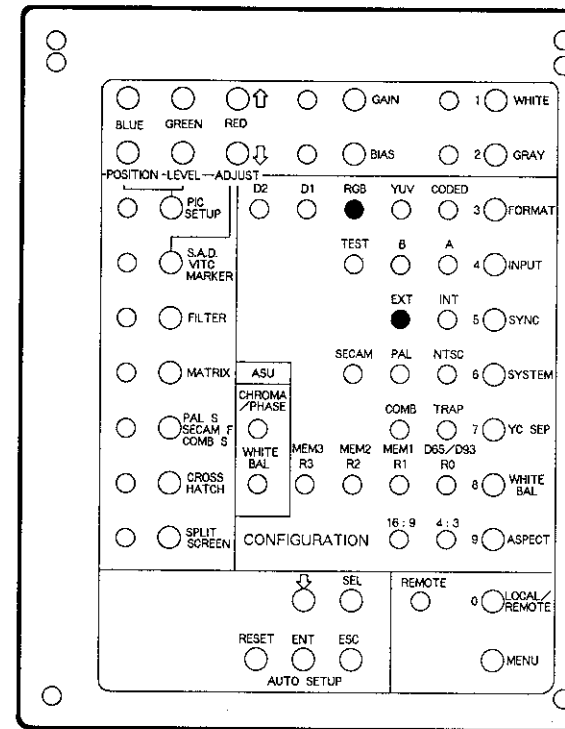 GAIN 1 WHITE
BLUE GREEN RED
BIAS 2 GRAY
POSITION LEVEL ADJUST
D2 D1 RGB YUV CODED
PIC SETUP
3 FORMAT
TEST B A
S.A.D.
VITC
MARKER
4 INPUT
EXT INT
FILTER
5 SYNC
SECAM PAL NTSC
MATRIX
ASU
6 SYSTEM
CHROMA
/PHASE
COMB TRAP
PAL S
SECAM F
COMB S
7 YC SEP
WHITE
BAL
MEM3 MEM2 MEM1 D65/D93
R3 R2 R1 R0
CROSS
HATCH
8 WHITE
BAL
16:9 4:3
SPLIT
SCREEN
CONFIGURATION
9 ASPECT
SEL
REMOTE
0 LOCAL/
REMOTE
RESET ENT ESC
MENU
AUTO SETUP